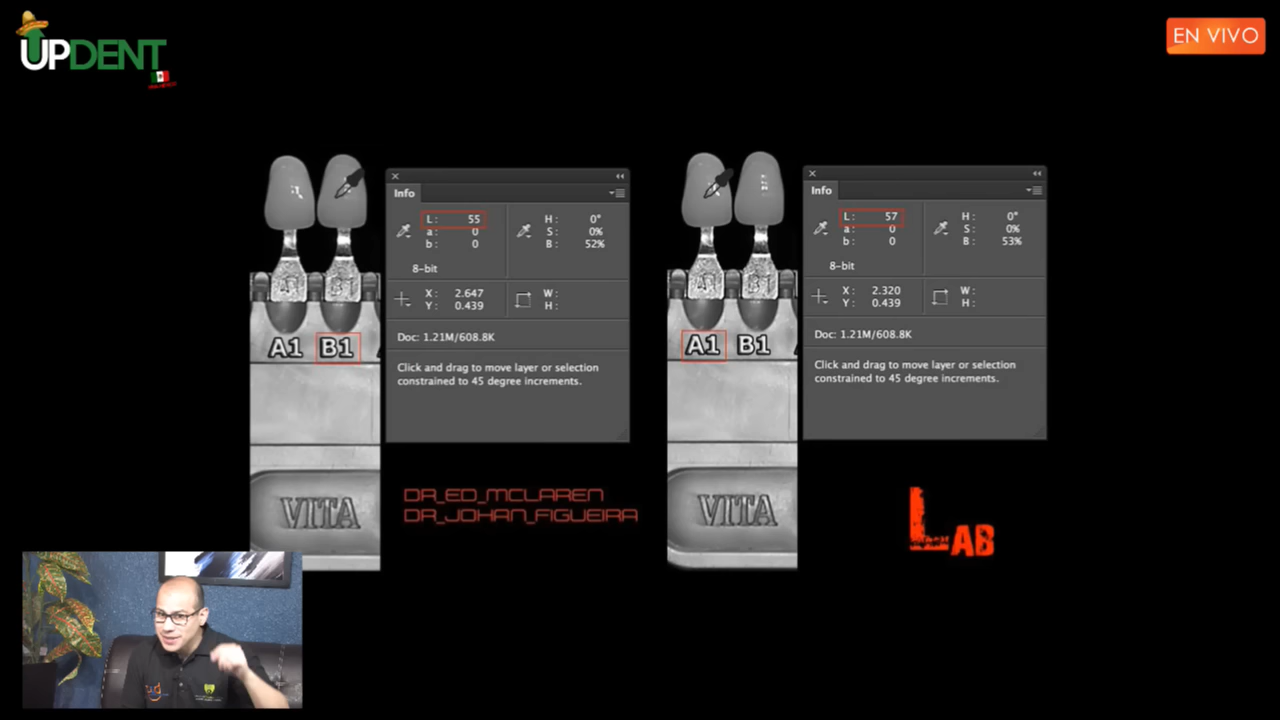 UPDENT
EN VIVO
Info
L: 55
a: 0
b: 0
H: 0°
S: 0%
B: 52%
8-bit
X: 2.647
Y: 0.439
W:
H:
Doc: 1.21M/608.8K
Click and drag to move layer or selection
constrained to 45 degree increments.
A1 B1
VITA
DR_ED_MCLAREN
DR_JOHAN_FIGUEIRA
Info
L: 57
a: 0
b: 0
H: 0°
S: 0%
B: 53%
8-bit
X: 2.320
Y: 0.439
W:
H:
Doc: 1.21M/608.8K
Click and drag to move layer or selection
constrained to 45 degree increments.
A1 B1
VITA
LAB